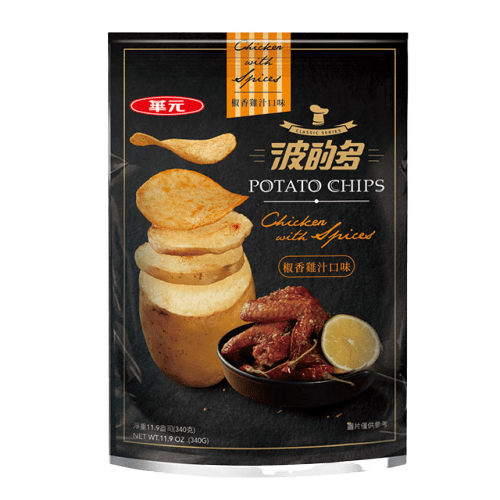 Chicken
with
Spices
椒香雞汁口味
華元
CLASSIC SERIES
波的多
POTATO CHIPS
Chicken
with Spices
椒香雞汁口味
淨重11.9盎司(340克)
NET WT.11.9 OZ .(340G)
圖片僅供參考